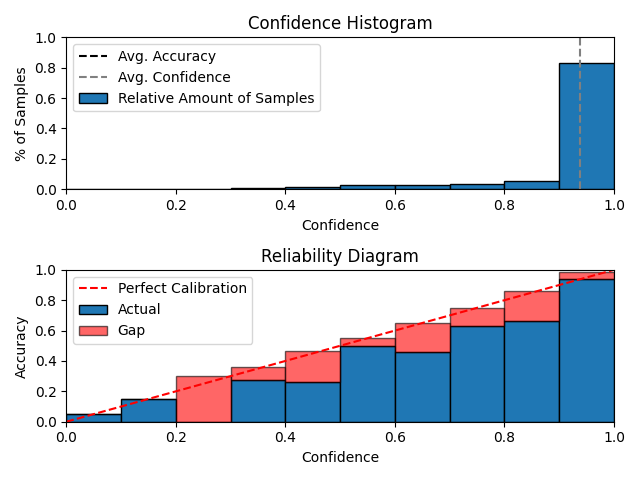 Confidence Histogram
1.0
0.8
0.6
0.4
0.2
0.0
% of Samples
Avg. Accuracy
Avg. Confidence
Relative Amount of Samples
0.0 0.2 0.4 0.6 0.8 1.0
Confidence
Reliability Diagram
1.0
0.8
0.6
0.4
0.2
0.0
Accuracy
Perfect Calibration
Actual
Gap
0.0 0.2 0.4 0.6 0.8 1.0
Confidence